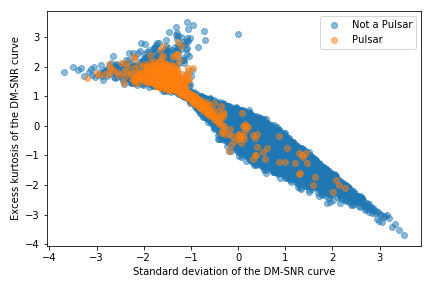 Not a Pulsar
Pulsar
Excess kurtosis of the DM-SNR curve
3
2
1
0
−1
−2
−3
−4
−4 −3 −2 −1 0 1 2 3
Standard deviation of the DM-SNR curve